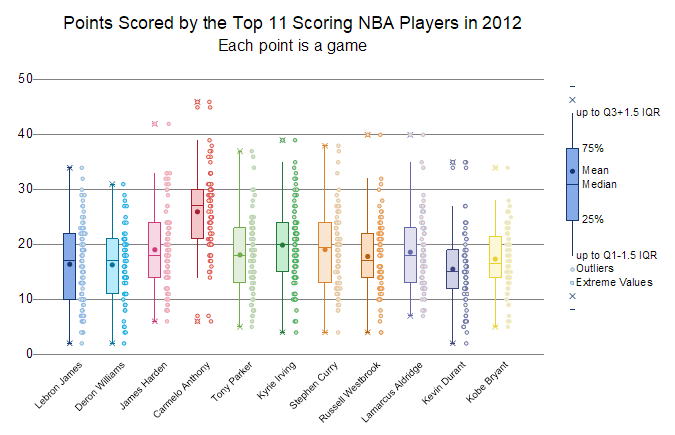 Points Scored by the Top 11 Scoring NBA Players in 2012
Each point is a game
50
40
30
20
10
0
Lebron James
Deron Williams
James Harden
Carmelo Anthony
Tony Parker
Kyrie Irving
Stephen Curry
Russell Westbrook
Lamarcus Aldridge
Kevin Durant
Kobe Bryant
up to Q3+1.5 IQR
75%
Mean
Median
25%
up to Q1-1.5 IQR
Outliers
Extreme Values